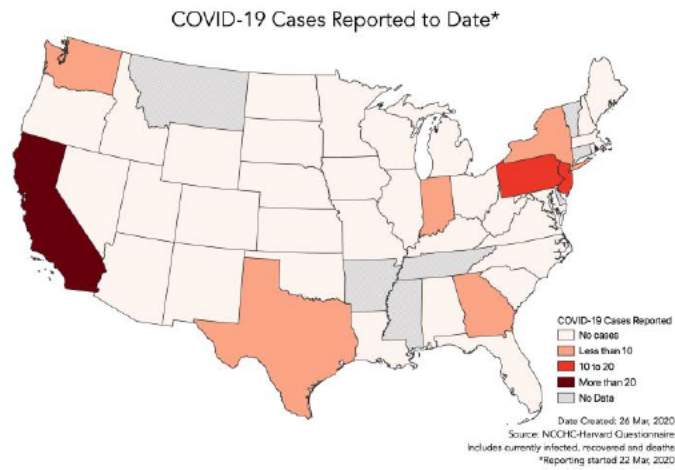 COVID-19 Cases Reported to Date*
COVID-19 Cases Reported
No cases
Less than 10
10 to 20
More than 20
No Data
Date Created: 26 Mar, 2020
Source: NCCHC-Harvard Questionnaire
Includes currently infected, recovered and deaths
*Reporting started 22 Mar, 2020